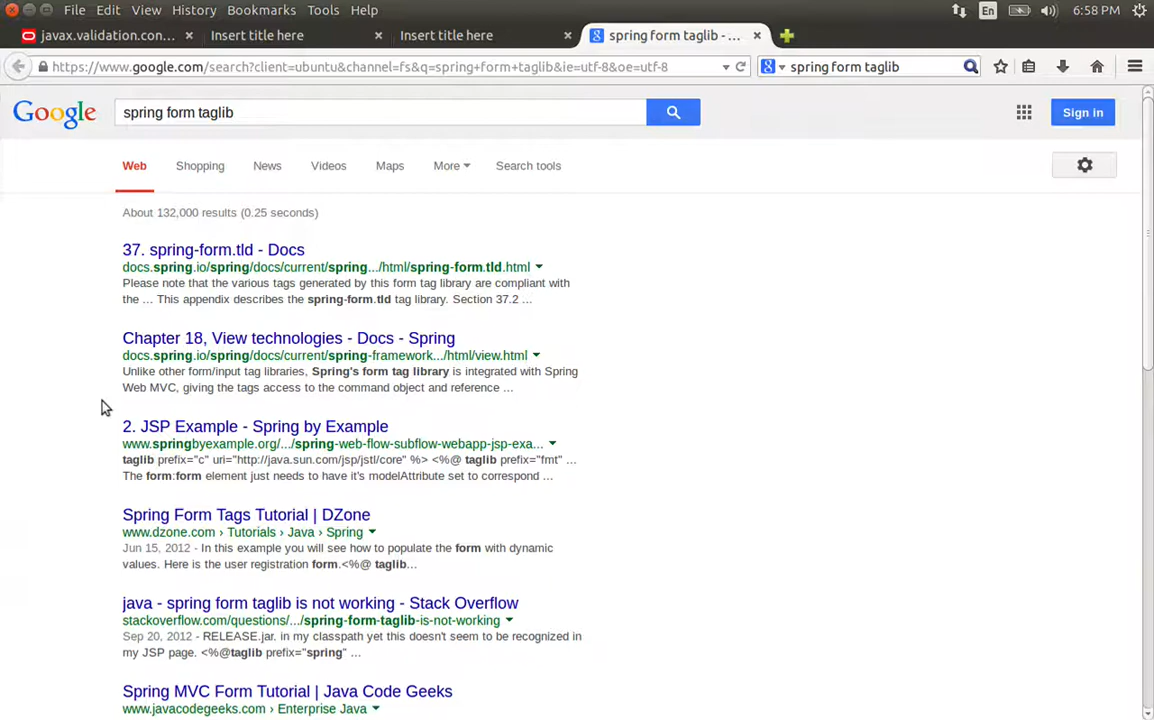 File Edit View History Bookmarks Tools Help
En
6:58 PM
javax.validation.con...
Insert title here
Insert title here
spring form taglib - ...
https://www.google.com/search?client=ubuntu&channel=fs&q=spring+form+taglib&ie=utf-8&oe=utf-8
spring form taglib
Google
spring form taglib
Sign in
Web Shopping News Videos Maps More Search tools
About 132,000 results (0.25 seconds)
37. spring-form.tld - Docs
docs.spring.io/spring/docs/current/spring.../html/spring-form.tld.html
Please note that the various tags generated by this form tag library are compliant with
the ... This appendix describes the spring-form.tld tag library. Section 37.2 ...
Chapter 18, View technologies - Docs - Spring
docs.spring.io/spring/docs/current/spring-framework.../html/view.html
Unlike other form/input tag libraries, Spring's form tag library is integrated with Spring
Web MVC, giving the tags access to the command object and reference ...
2. JSP Example - Spring by Example
www.springbyexample.org/.../spring-web-flow-subflow-webapp-jsp-exa...
taglib prefix="c" uri="http://java.sun.com/jsp/jstl/core" %> <%@ taglib prefix="fmt" ...
The form:form element just needs to have it's modelAttribute set to correspond ...
Spring Form Tags Tutorial | DZone
www.dzone.com › Tutorials › Java › Spring
Jun 15, 2012 - In this example you will see how to populate the form with dynamic
values. Here is the user registration form.<%@ taglib...
java - spring form taglib is not working - Stack Overflow
stackoverflow.com/questions/.../spring-form-taglib-is-not-working
Sep 20, 2012 - RELEASE.jar. in my classpath yet this doesn't seem to be recognized in
my JSP page. <%@taglib prefix="spring" ...
Spring MVC Form Tutorial | Java Code Geeks
www.javacodegeeks.com › Enterprise Java